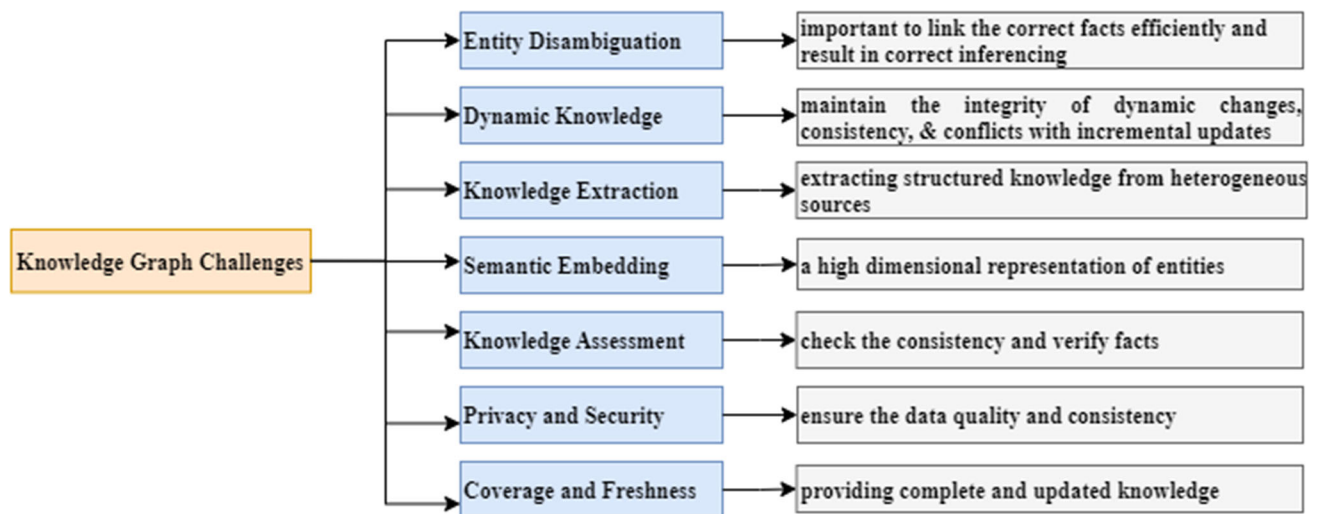 Knowledge Graph Challenges
Entity Disambiguation
important to link the correct facts efficiently and
result in correct inferencing
Dynamic Knowledge
maintain the integrity of dynamic changes,
consistency, & conflicts with incremental updates
Knowledge Extraction
extracting structured knowledge from heterogeneous
sources
Semantic Embedding
a high dimensional representation of entities
Knowledge Assessment
check the consistency and verify facts
Privacy and Security
ensure the data quality and consistency
Coverage and Freshness
providing complete and updated knowledge